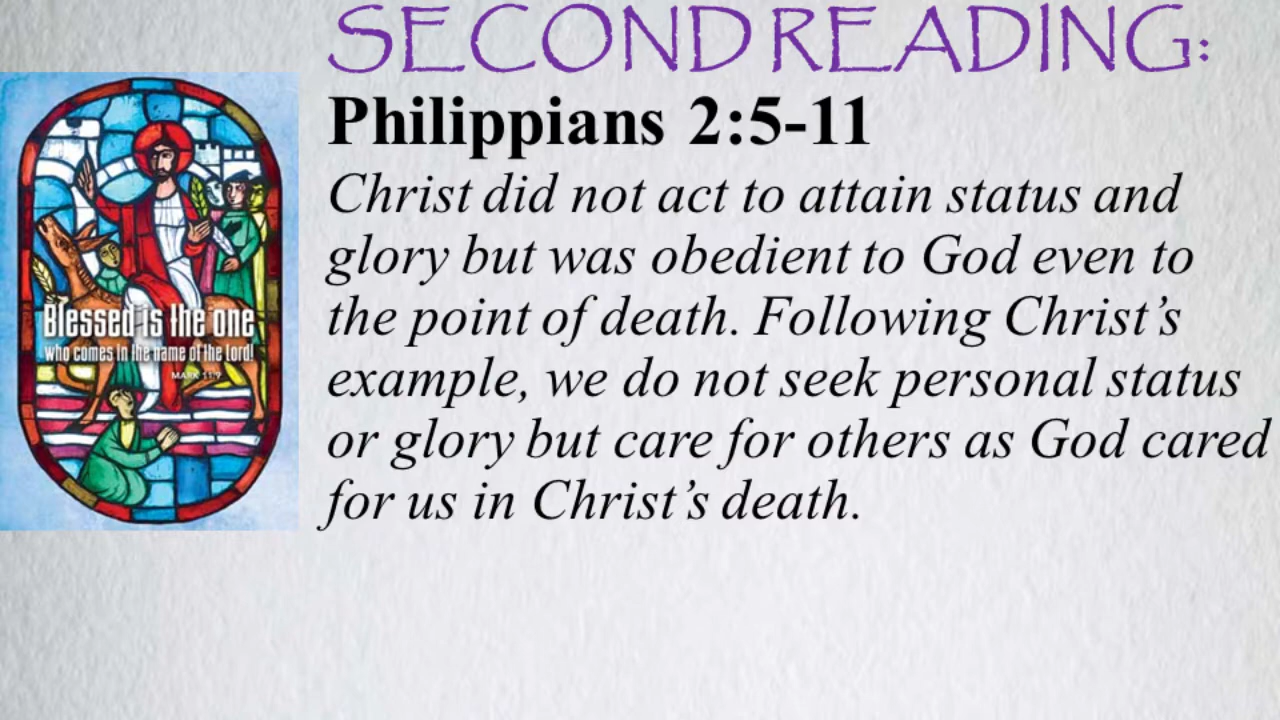 SECOND READING:
Philippians 2:5-11
Christ did not act to attain status and
glory but was obedient to God even to
the point of death. Following Christ’s
example, we do not seek personal status
or glory but care for others as God cared
for us in Christ’s death.
Blessed is the one
who comes in the name of the Lord!
MARK 11:9